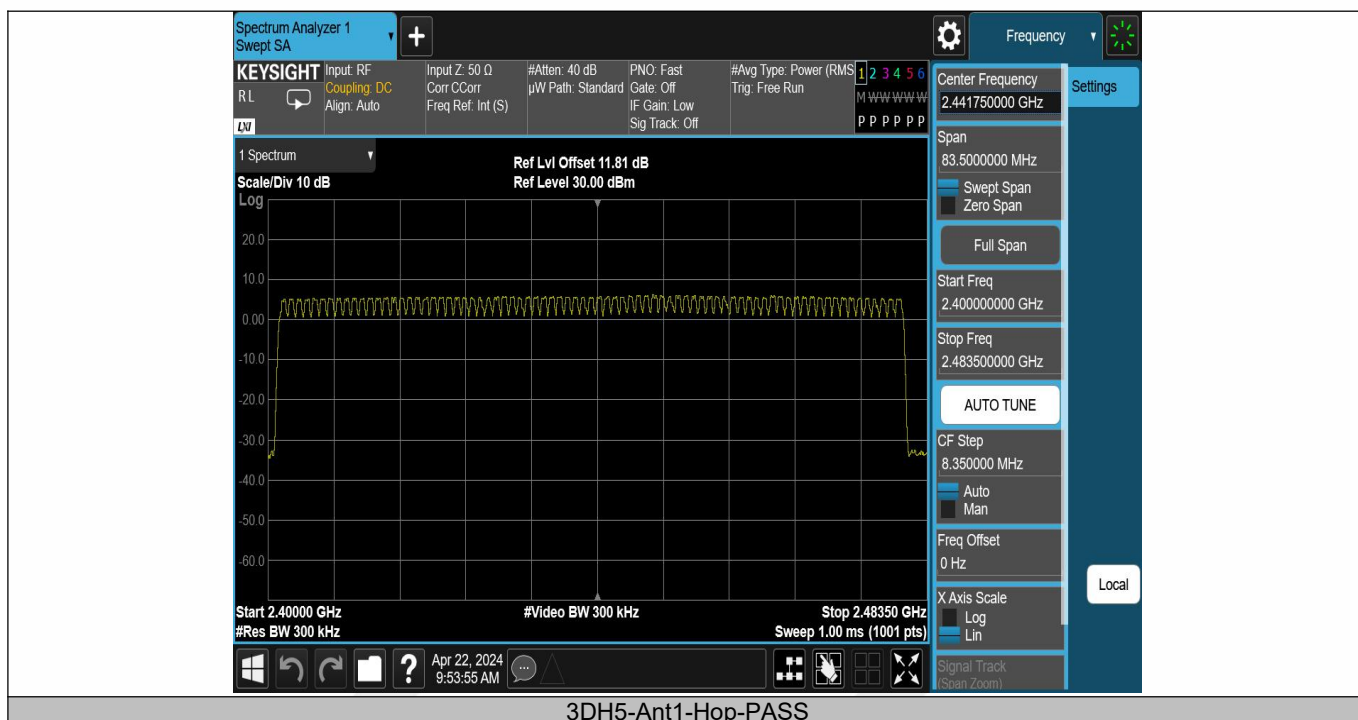 Spectrum Analyzer 1
Swept SA
Frequency
KEYSIGHT
R L
LXI
Input: RF
Coupling: DC
Align: Auto
Input Z: 50 Ω
Corr CCorr
Freq Ref: Int (S)
#Atten: 40 dB
µW Path: Standard
PNO: Fast
Gate: Off
IF Gain: Low
Sig Track: Off
#Avg Type: Power (RMS
Trig: Free Run
1 2 3 4 5 6
M W W W W W
P P P P P P
1 Spectrum
Scale/Div 10 dB
Log
Ref Lvl Offset 11.81 dB
Ref Level 30.00 dBm
20.0
10.0
0.00
-10.0
-20.0
-30.0
-40.0
-50.0
-60.0
Start 2.40000 GHz
#Res BW 300 kHz
#Video BW 300 kHz
Stop 2.48350 GHz
Sweep 1.00 ms (1001 pts)
Center Frequency
2.441750000 GHz
Settings
Span
83.5000000 MHz
Swept Span
Zero Span
Full Span
Start Freq
2.400000000 GHz
Stop Freq
2.483500000 GHz
AUTO TUNE
CF Step
8.350000 MHz
Auto
Man
Freq Offset
0 Hz
Local
X Axis Scale
Log
Lin
Signal Track
(Span Zoom)
?
Apr 22, 2024
9:53:55 AM
3DH5-Ant1-Hop-PASS